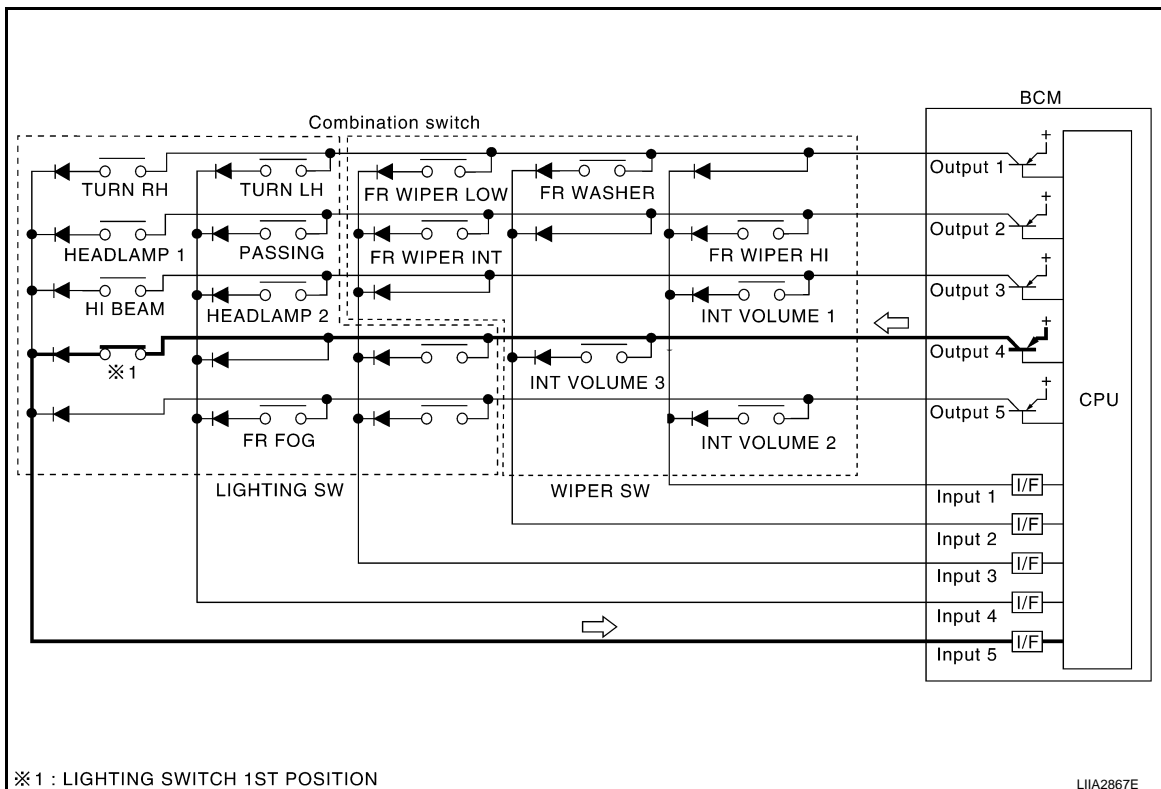 BCM
Combination switch
TURN RH
TURN LH
FR WIPER LOW
FR WASHER
Output 1
+
HEADLAMP 1
PASSING
FR WIPER INT
FR WIPER HI
Output 2
+
HI BEAM
HEADLAMP 2
INT VOLUME 1
Output 3
+
※1
INT VOLUME 3
Output 4
+
CPU
FR FOG
INT VOLUME 2
Output 5
+
LIGHTING SW
WIPER SW
Input 1
I/F
Input 2
I/F
Input 3
I/F
Input 4
I/F
Input 5
I/F
※1 : LIGHTING SWITCH 1ST POSITION
LIIA2867E